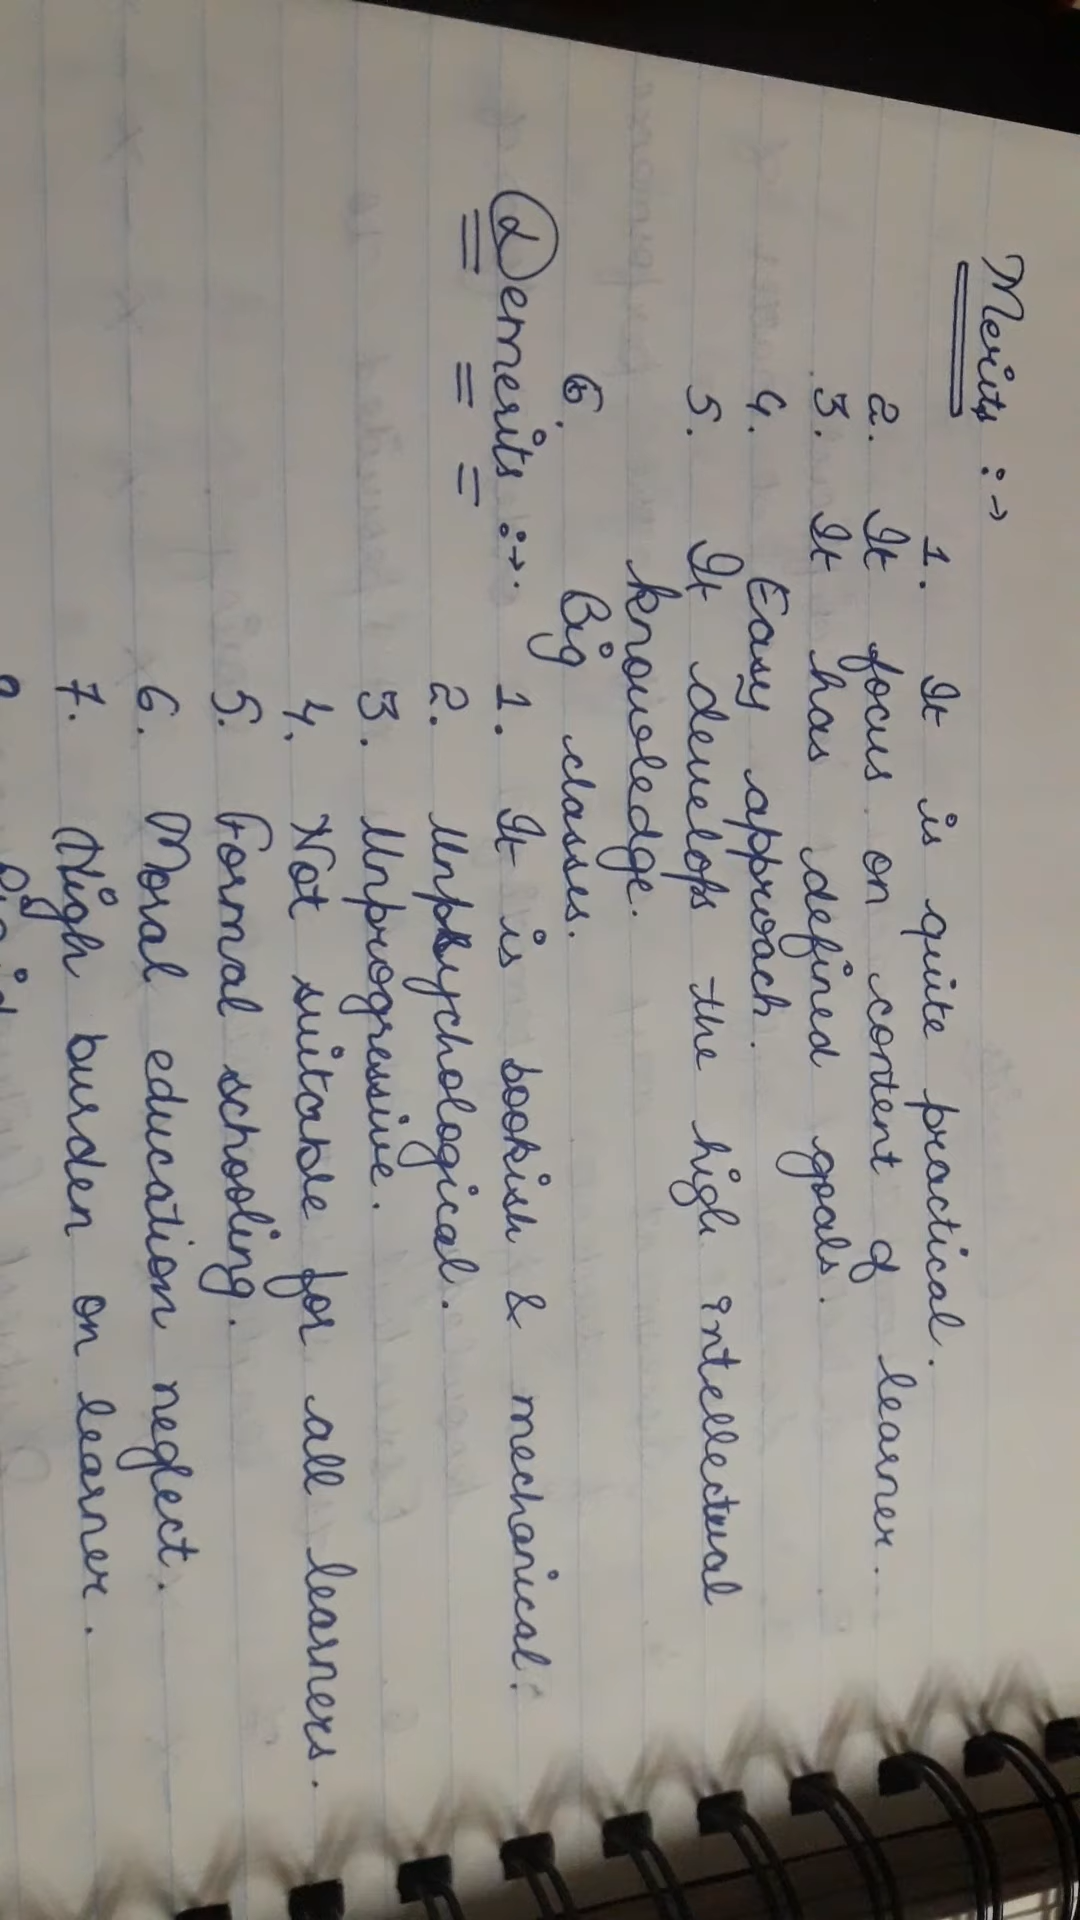 Merits :→
1. It is quite practical.
2. It focus on content of learner.
3. It has defined goals.
4. Easy approach.
5. It develops the high intellectual
knowledge.
6. Big classes.
Demerits :→ 1. It is bookish & mechanical.
2. Unpsychological.
3. Unprogressive.
4. Not suitable for all learners.
5. Formal schooling.
6. Moral education neglect.
7. High burden on learner.